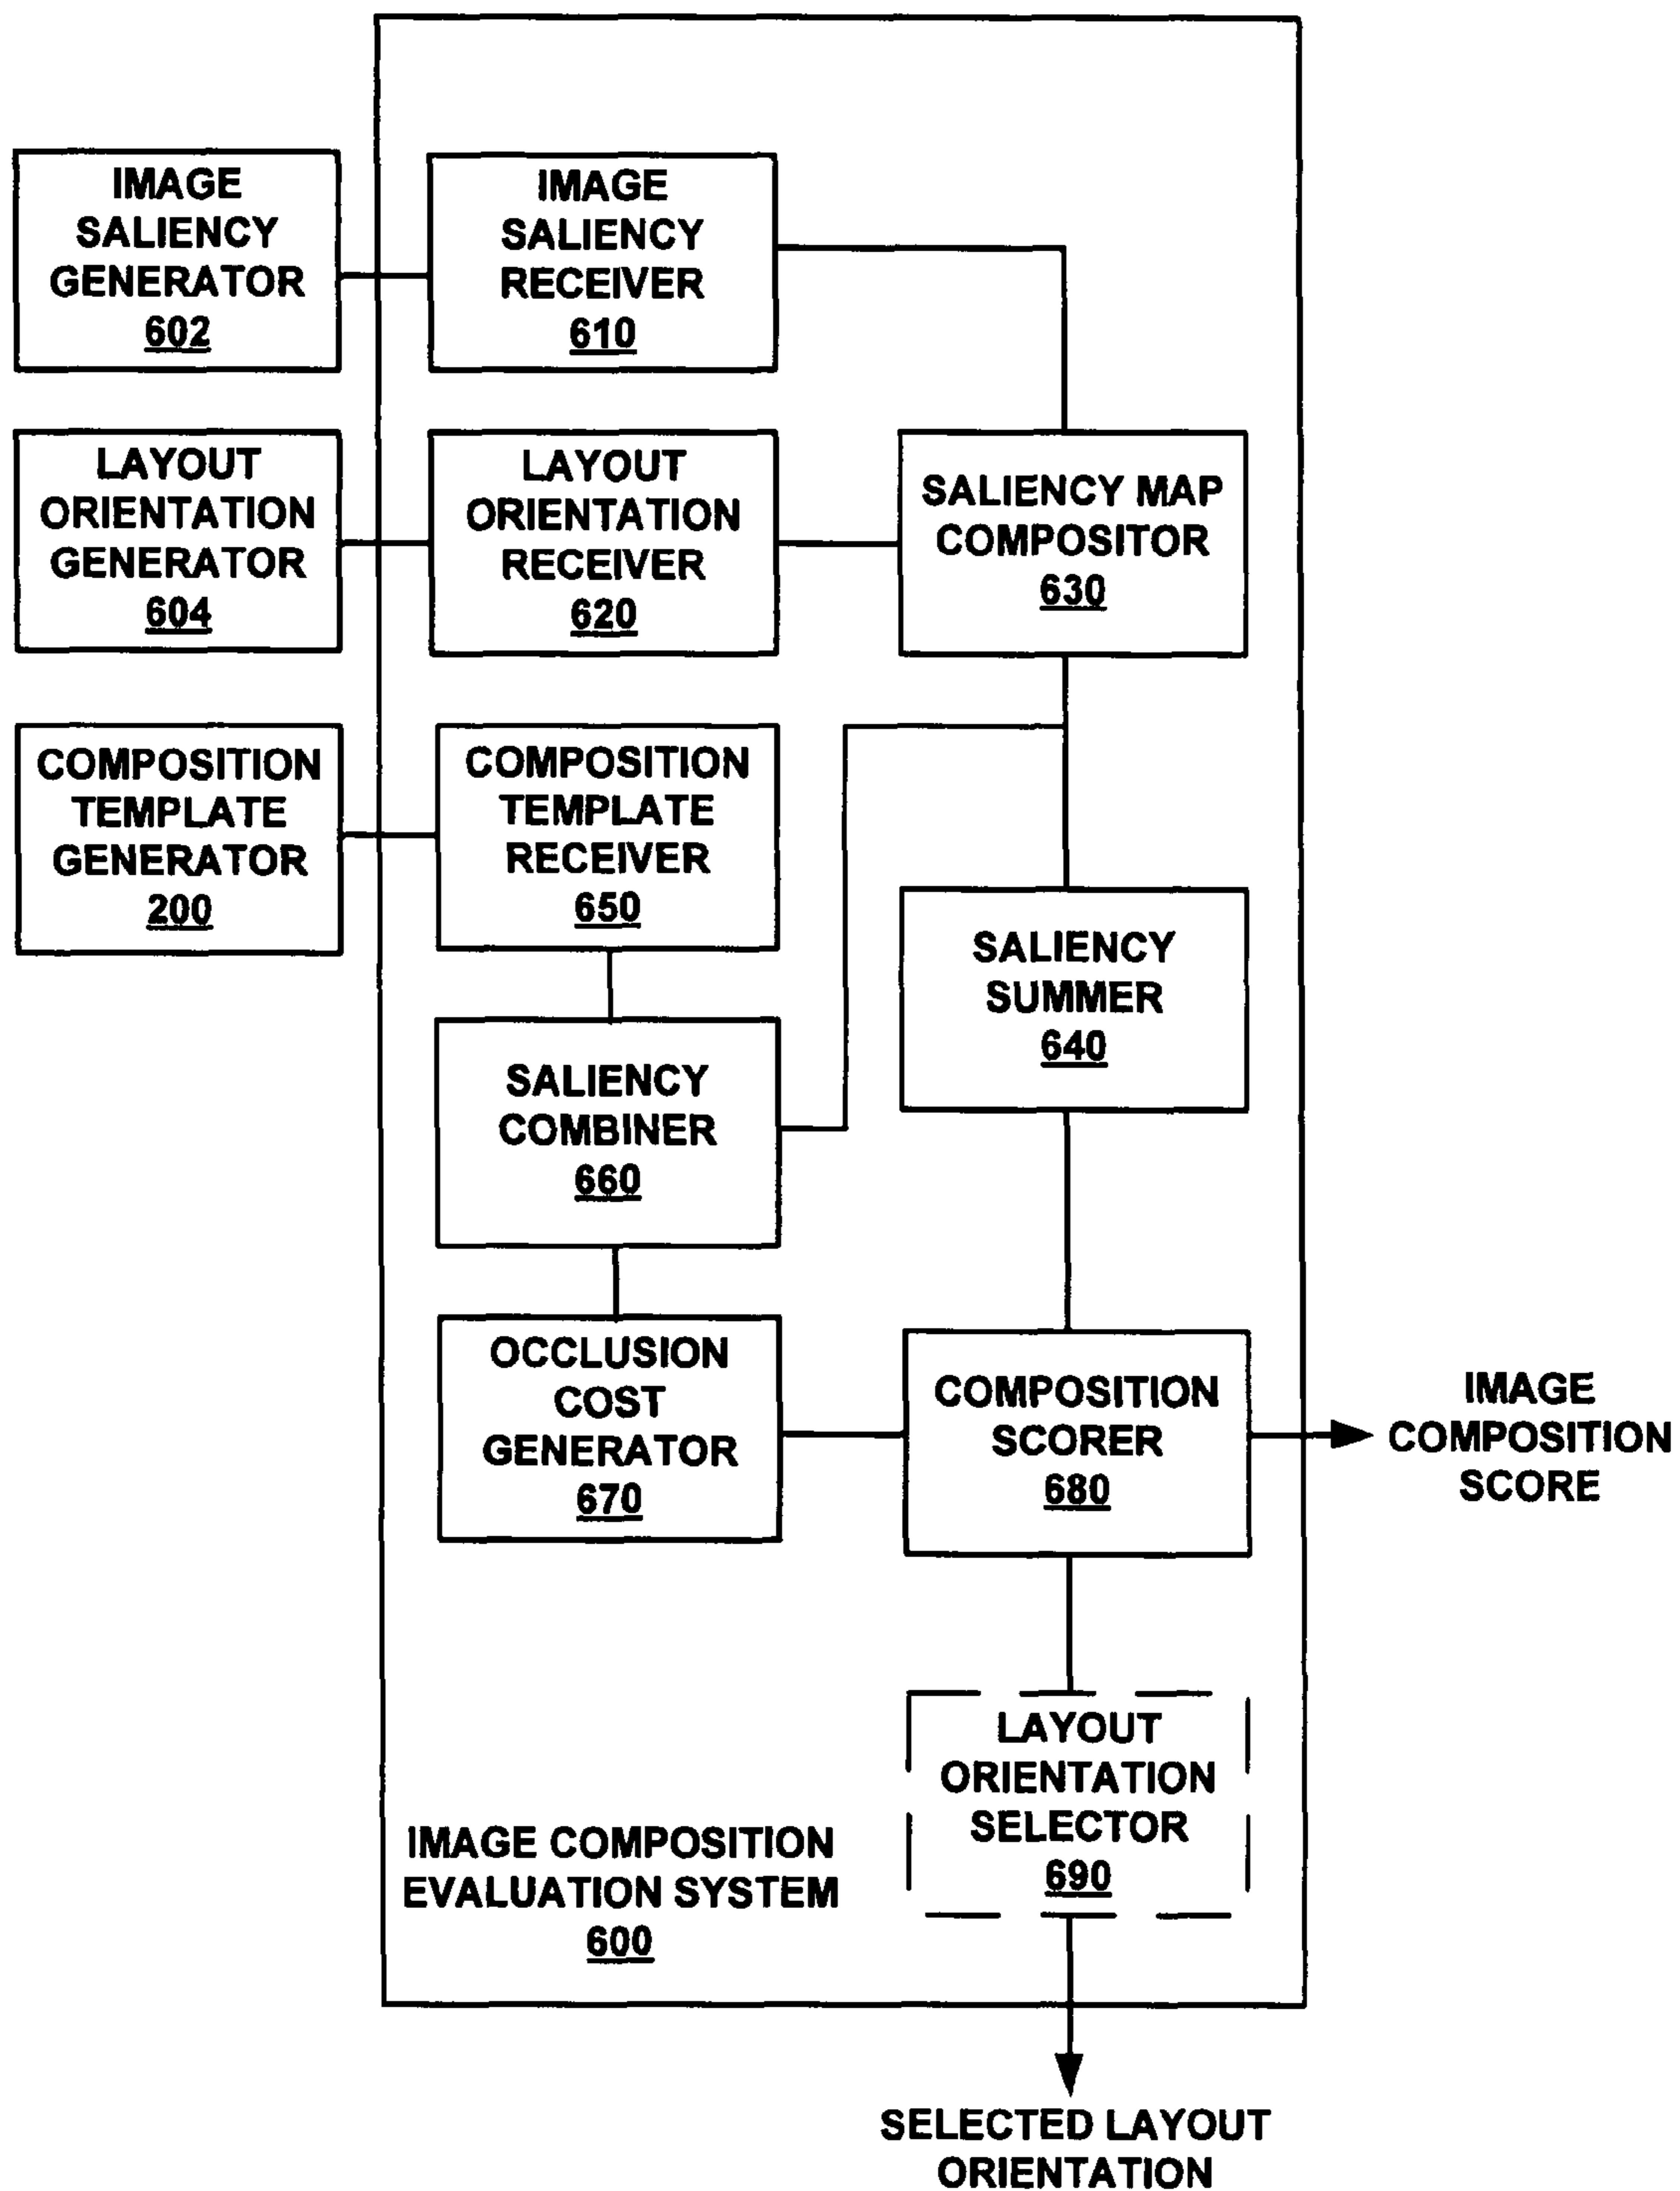 IMAGE
SALIENCY
GENERATOR
602
IMAGE
SALIENCY
RECEIVER
610
LAYOUT
ORIENTATION
GENERATOR
604
LAYOUT
ORIENTATION
RECEIVER
620
SALIENCY MAP
COMPOSITOR
630
COMPOSITION
TEMPLATE
GENERATOR
200
COMPOSITION
TEMPLATE
RECEIVER
650
SALIENCY
SUMMER
640
SALIENCY
COMBINER
660
OCCLUSION
COST
GENERATOR
670
COMPOSITION
SCORER
680
IMAGE
COMPOSITION
SCORE
LAYOUT
ORIENTATION
SELECTOR
690
IMAGE COMPOSITION
EVALUATION SYSTEM
600
SELECTED LAYOUT
ORIENTATION